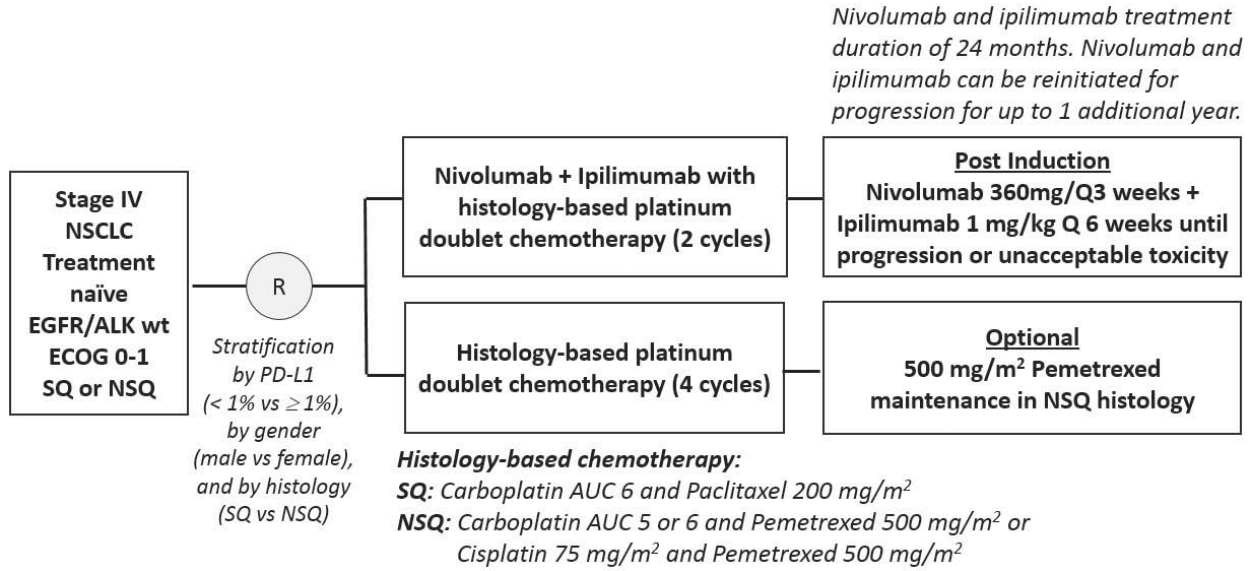 Nivolumab and ipilimumab treatment
duration of 24 months. Nivolumab and
ipilimumab can be reinitiated for
progression for up to 1 additional year.
Stage IV
NSCLC
Treatment
naïve
EGFR/ALK wt
ECOG 0-1
SQ or NSQ
R
Stratification
by PD-L1
(< 1% vs ≥ 1%),
by gender
(male vs female),
and by histology
(SQ vs NSQ)
Nivolumab + Ipilimumab with
histology-based platinum
doublet chemotherapy (2 cycles)
Post Induction
Nivolumab 360mg/Q3 weeks +
Ipilimumab 1 mg/kg Q 6 weeks until
progression or unacceptable toxicity
Histology-based platinum
doublet chemotherapy (4 cycles)
Optional
500 mg/m² Pemetrexed
maintenance in NSQ histology
Histology-based chemotherapy:
SQ: Carboplatin AUC 6 and Paclitaxel 200 mg/m²
NSQ: Carboplatin AUC 5 or 6 and Pemetrexed 500 mg/m² or
Cisplatin 75 mg/m² and Pemetrexed 500 mg/m²